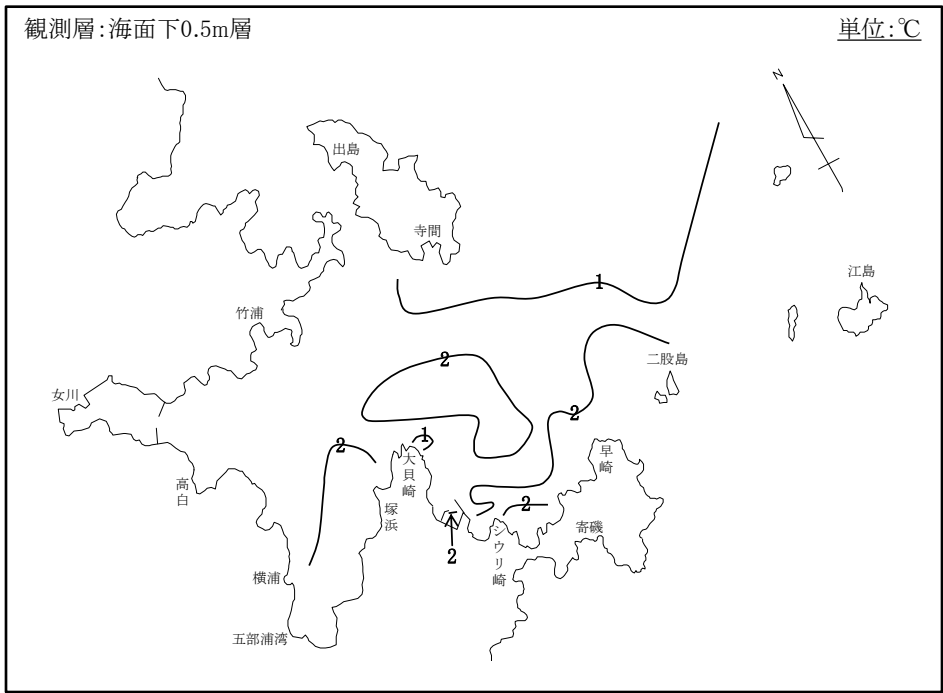 観測層:海面下0.5m層
単位:℃
N
出島
寺間
江島
1
竹浦
二股島
2
女川
2
1
2
早崎
大貝崎
高白
塚浜
2
寄磯
シウリ崎
2
横浦
五部浦湾